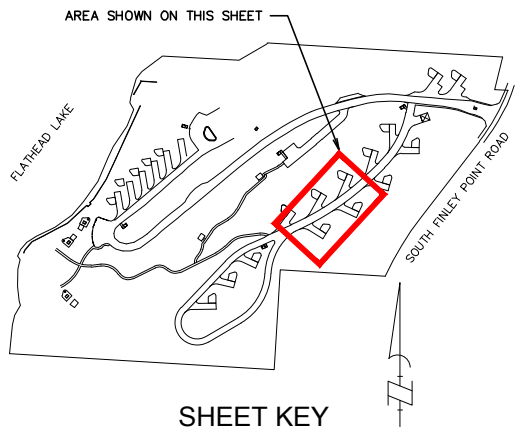 AREA SHOWN ON THIS SHEET
FLATHEAD LAKE
SOUTH FINLEY POINT ROAD
N
SHEET KEY